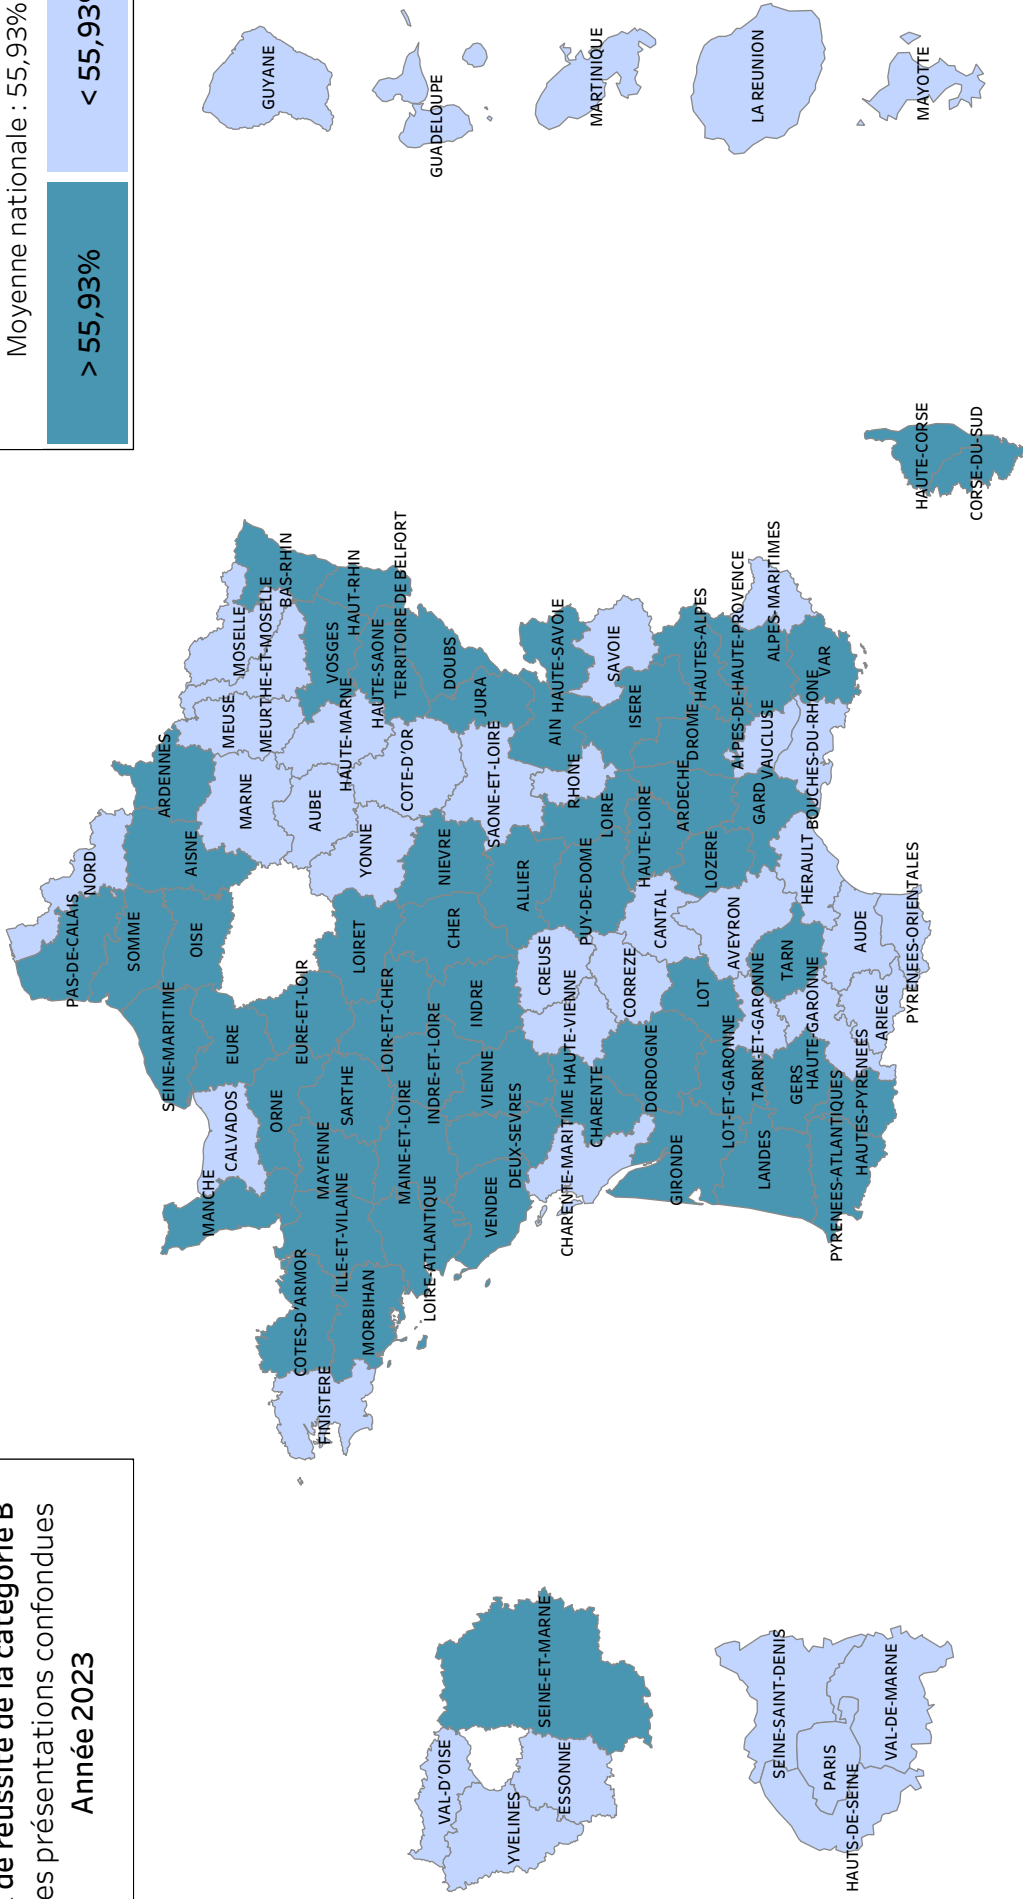 de réussite de la catégorie B
présentations confondues
Année 2023
Moyenne nationale : 55,93%
> 55,93%
< 55,93%
PAS-DE-CALAIS
NORD
SOMME
ARDENNES
SEINE-MARITIME
AISNE
OISE
MANCHE
CALVADOS
EURE
MARNE
MEUSE
MOSELLE
MEURTHE-ET-MOSELLE
BAS-RHIN
ORNE
EURE-ET-LOIR
AUBE
VOSGES
HAUT-RHIN
FINISTERE
COTES-D'ARMOR
MAYENNE
ILLE-ET-VILAINE
SARTHE
MORBIHAN
LOIRET
YONNE
HAUTE-MARNE
HAUTE-SAONE
TERRITOIRE DE BELFORT
LOIR-ET-CHER
MAINE-ET-LOIRE
COTE-D'OR
LOIRE-ATLANTIQUE
INDRE-ET-LOIRE
CHER
NIEVRE
DOUBS
JURA
VENDEE
DEUX-SEVRES
VIENNE
INDRE
SAONE-ET-LOIRE
ALLIER
CREUSE
HAUTE-VIENNE
CHARENTE-MARITIME
CHARENTE
PUY-DE-DOME
RHONE
LOIRE
AIN
HAUTE-SAVOIE
SAVOIE
ISERE
CORREZE
CANTAL
DORDOGNE
HAUTE-LOIRE
ARDECHE
DROME
HAUTES-ALPES
GIRONDE
LOT
LOZERE
AVEYRON
LOT-ET-GARONNE
TARN-ET-GARONNE
GARD
VAUCLUSE
ALPES-DE-HAUTE-PROVENCE
ALPES-MARITIMES
LANDES
GERS
TARN
HAUTE-GARONNE
HERAULT
BOUCHES-DU-RHONE
VAR
PYRENEES-ATLANTIQUES
HAUTES-PYRENEES
ARIEGE
AUDE
PYRENEES-ORIENTALES
HAUTE-CORSE
CORSE-DU-SUD
VAL-D'OISE
YVELINES
ESSONNE
SEINE-ET-MARNE
SEINE-SAINT-DENIS
PARIS
HAUTS-DE-SEINE
VAL-DE-MARNE
GUYANE
GUADELOUPE
MARTINIQUE
LA REUNION
MAYOTTE